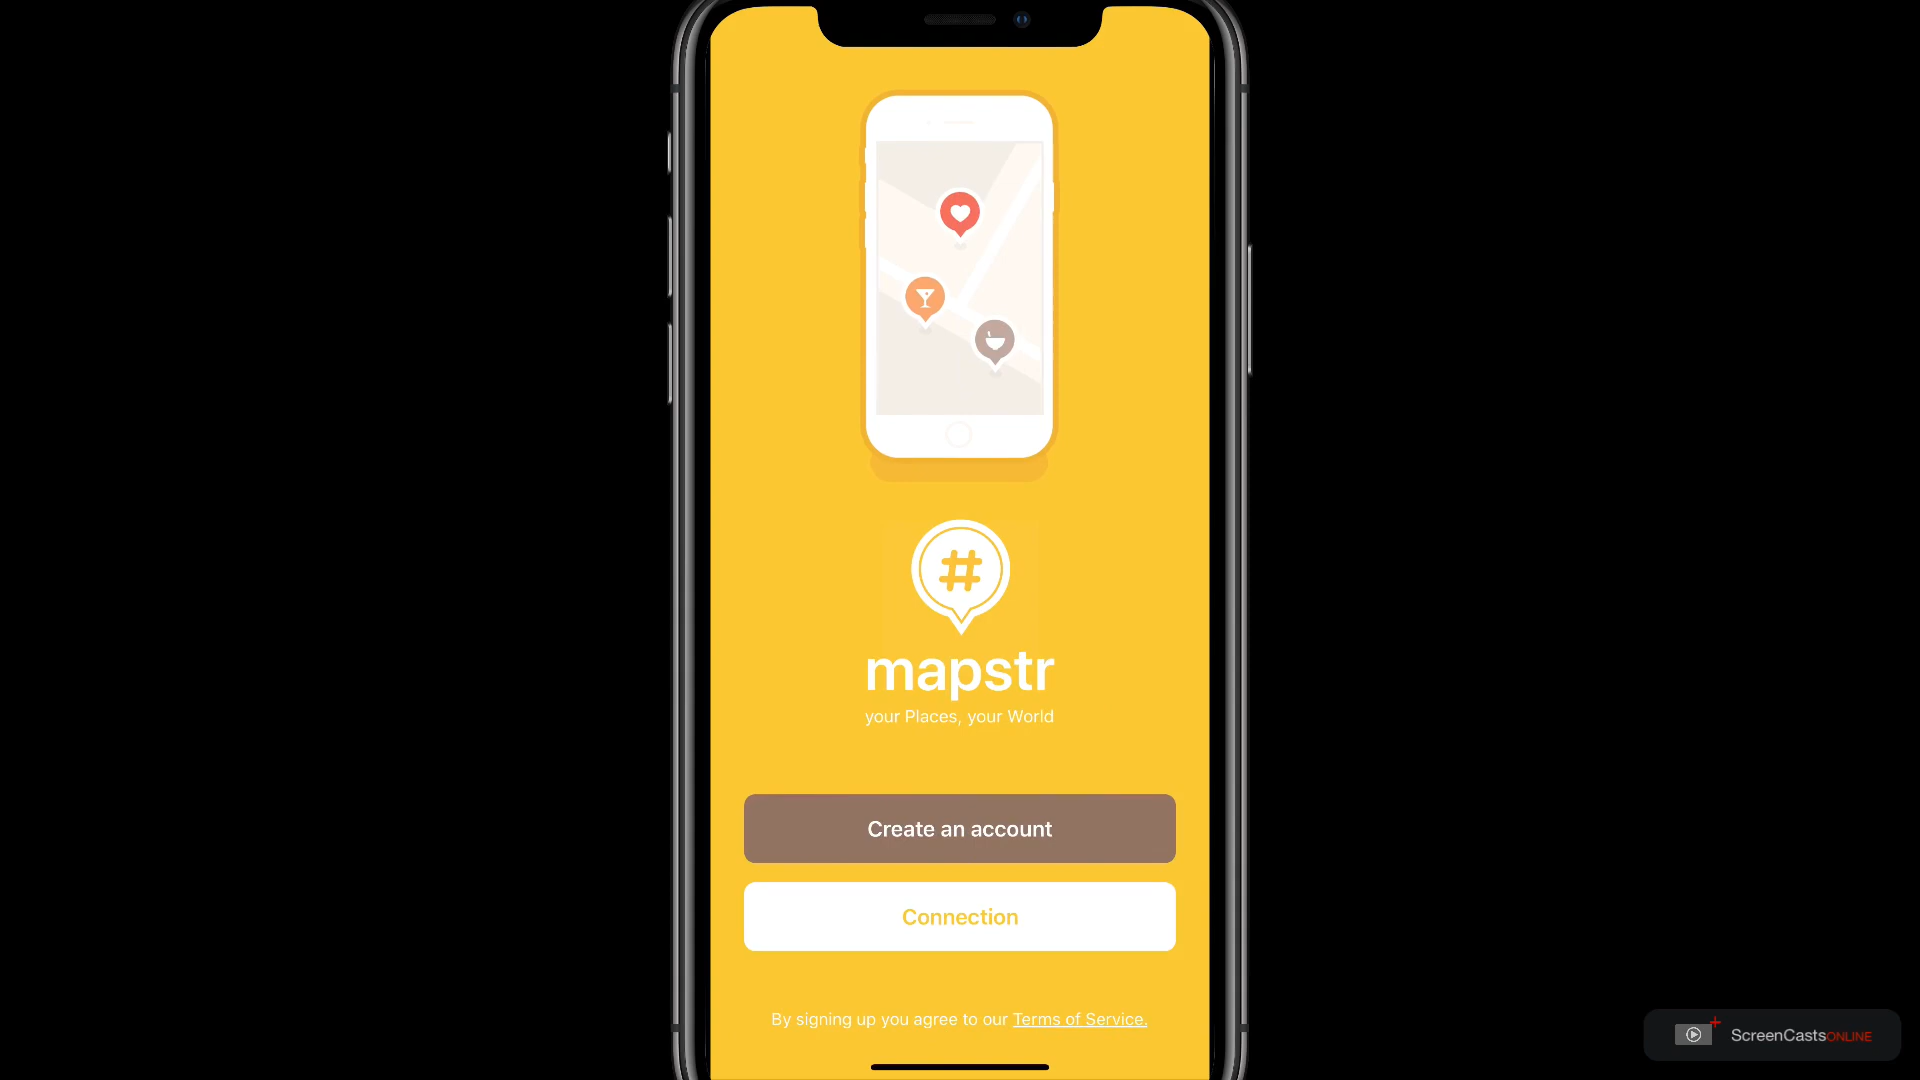 #
mapstr
your Places, your World
Create an account
Connection
By signing up you agree to our Terms of Service.
ScreenCastsONLINE